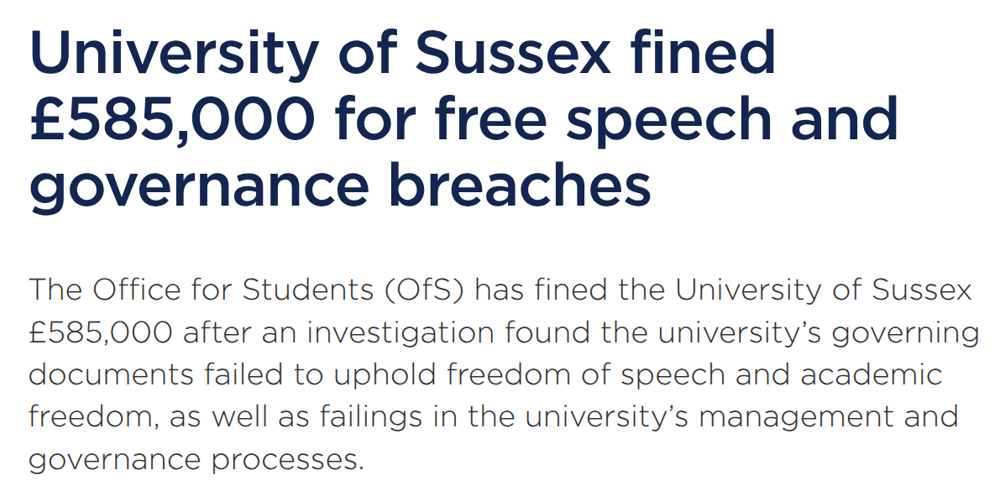 University of Sussex fined
£585,000 for free speech and
governance breaches
The Office for Students (OfS) has fined the University of Sussex
£585,000 after an investigation found the university’s governing
documents failed to uphold freedom of speech and academic
freedom, as well as failings in the university’s management and
governance processes.